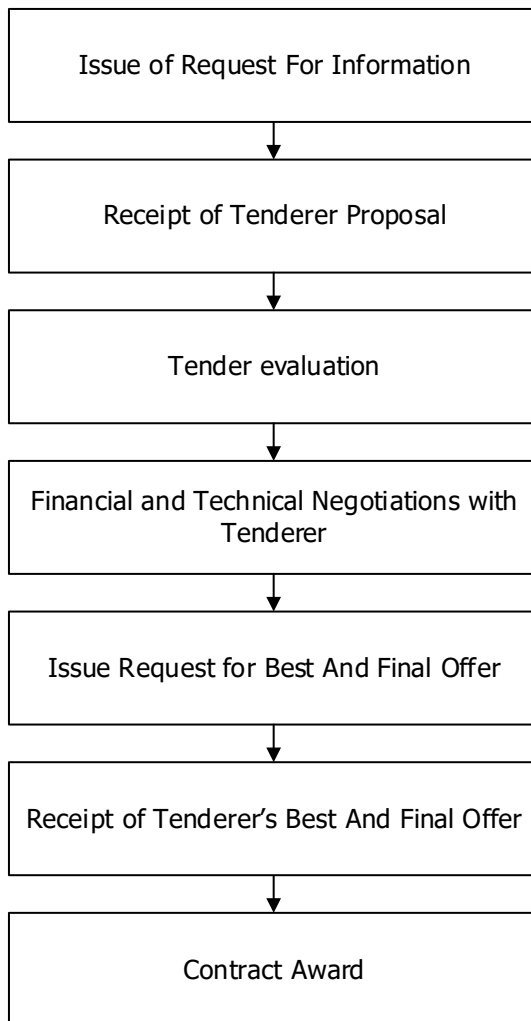 Issue of Request For Information
Receipt of Tenderer Proposal
Tender evaluation
Financial and Technical Negotiations with
Tenderer
Issue Request for Best And Final Offer
Receipt of Tenderer’s Best And Final Offer
Contract Award